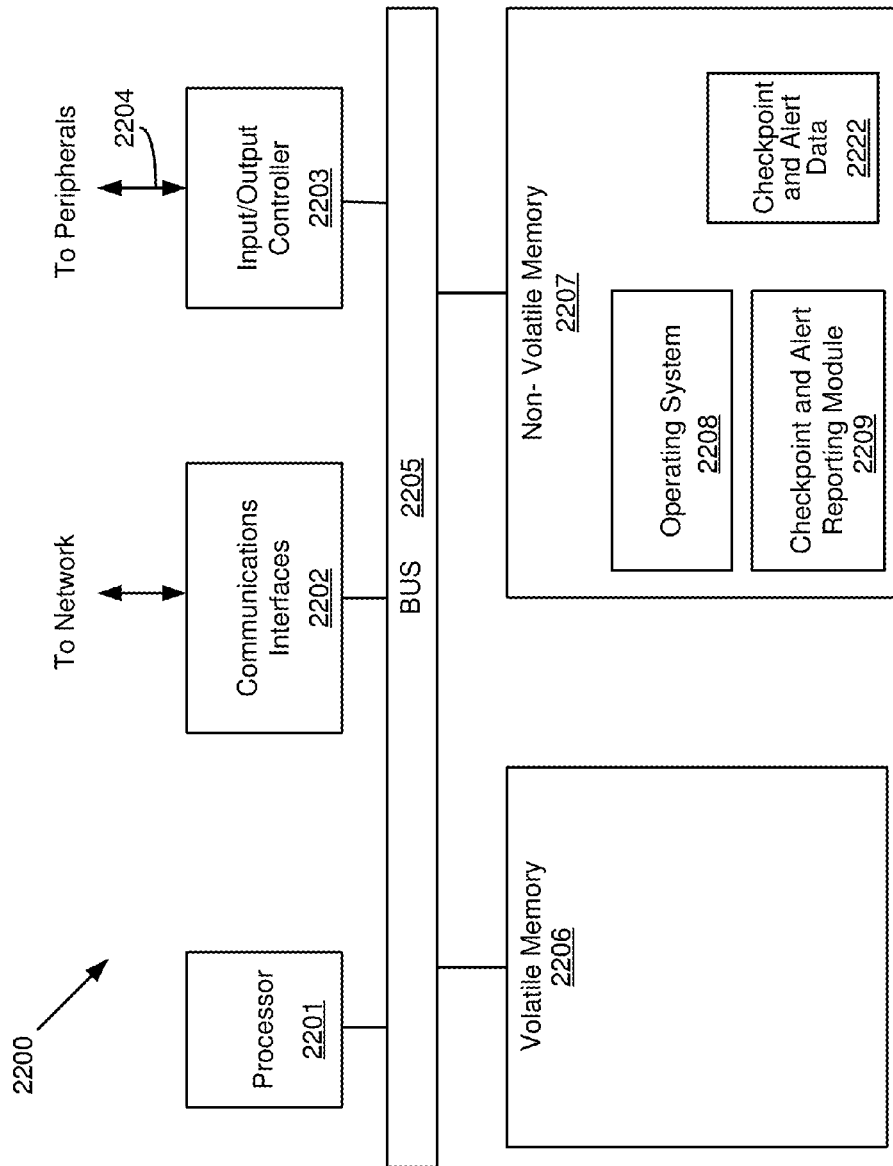 2200
To Network
To Peripherals
2204
Processor
2201
Communications
Interfaces
2202
Input/Output
Controller
2203
BUS 2205
Volatile Memory
2206
Non- Volatile Memory
2207
Operating System
2208
Checkpoint and Alert
Reporting Module
2209
Checkpoint
and Alert
Data
2222